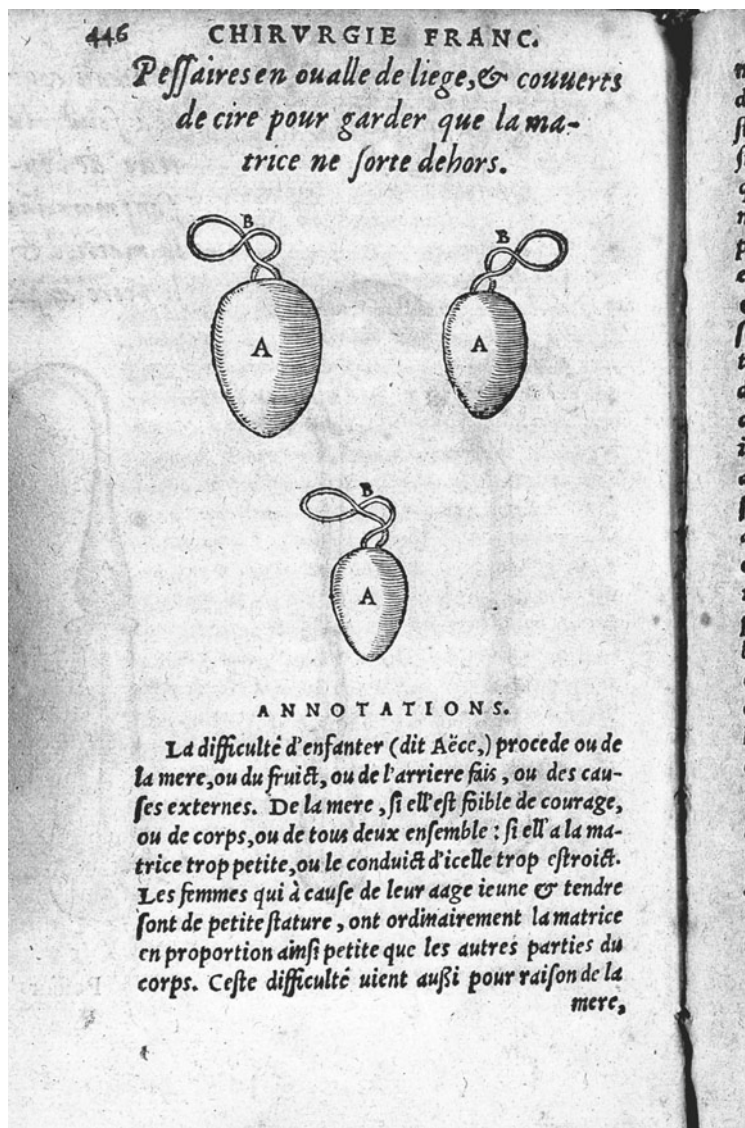 446 CHIRVRGIE FRANC.
Peſſaires en oualle de liege, & couuerts
de cire pour garder que la ma-
trice ne ſorte dehors.
B
B
A
A
B
A
ANNOTATIONS.
La difficulté d'enfanter (dit Aëce,) procede ou de
la mere, ou du fruict, ou de l'arriere fais, ou des cau-
ſes externes. De la mere, ſi ell'eſt foible de courage,
ou de corps, ou de tous deux enſemble : ſi ell'a la ma-
trice trop petite, ou le conduict d'icelle trop eſtroict.
Les femmes qui à cauſe de leur aage ieune & tendre
ſont de petite ſtature, ont ordinairement la matrice
en proportion ainſi petite que les autres parties du
corps. Ceſte difficulté uient außi pour raiſon de la
mere,